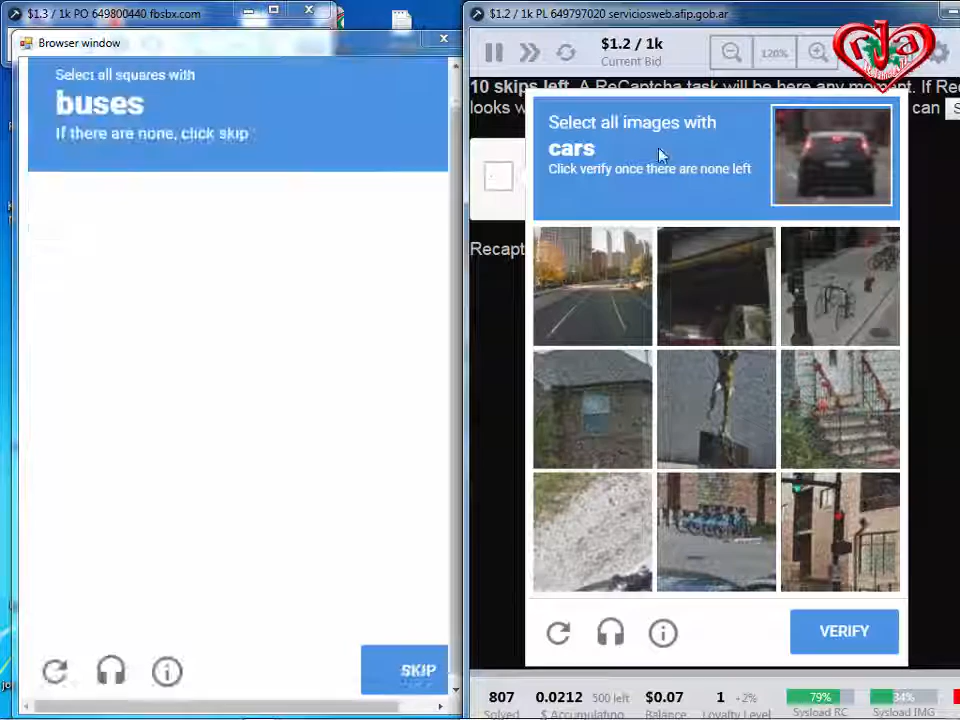 $1.3 / 1k PO 649800440 fbsbx.com
Browser window
Select all squares with
buses
If there are none, click skip
SKIP
$1.2 / 1k PL 649797020 serviciosweb.afip.gob.ar
$1.2 / 1k
Current Bid
120%
10 skips left. A ReCaptcha task will be here any moment. If Rec
looks w
can
Select all images with
cars
Click verify once there are none left
Recapt
VERIFY
807
Solved
0.0212
500 left
$ Accumulating
$0.07
Balance
1 +2%
Loyalty Level
79%
Sysload RC
34%
Sysload IMG